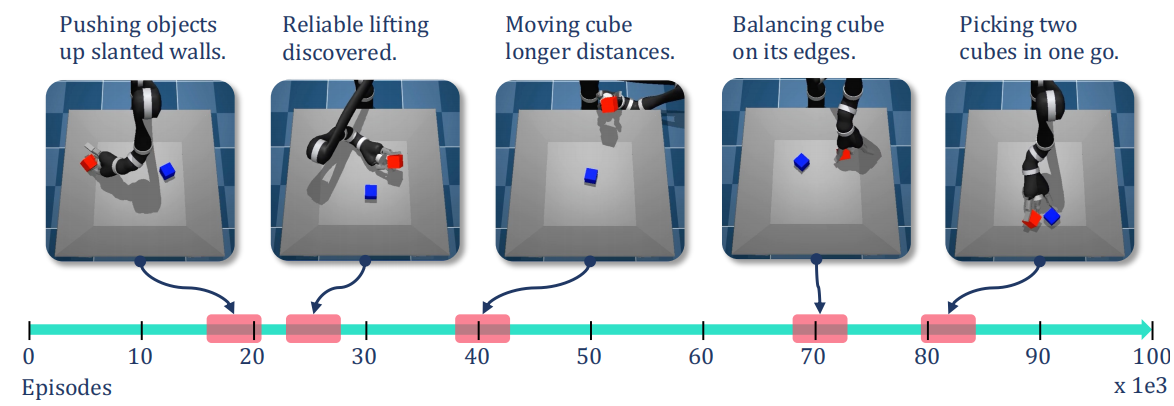 Pushing objects
up slanted walls.
Reliable lifting
discovered.
Moving cube
longer distances.
Balancing cube
on its edges.
Picking two
cubes in one go.
0 10 20 30 40 50 60 70 80 90 100
Episodes x 1e3